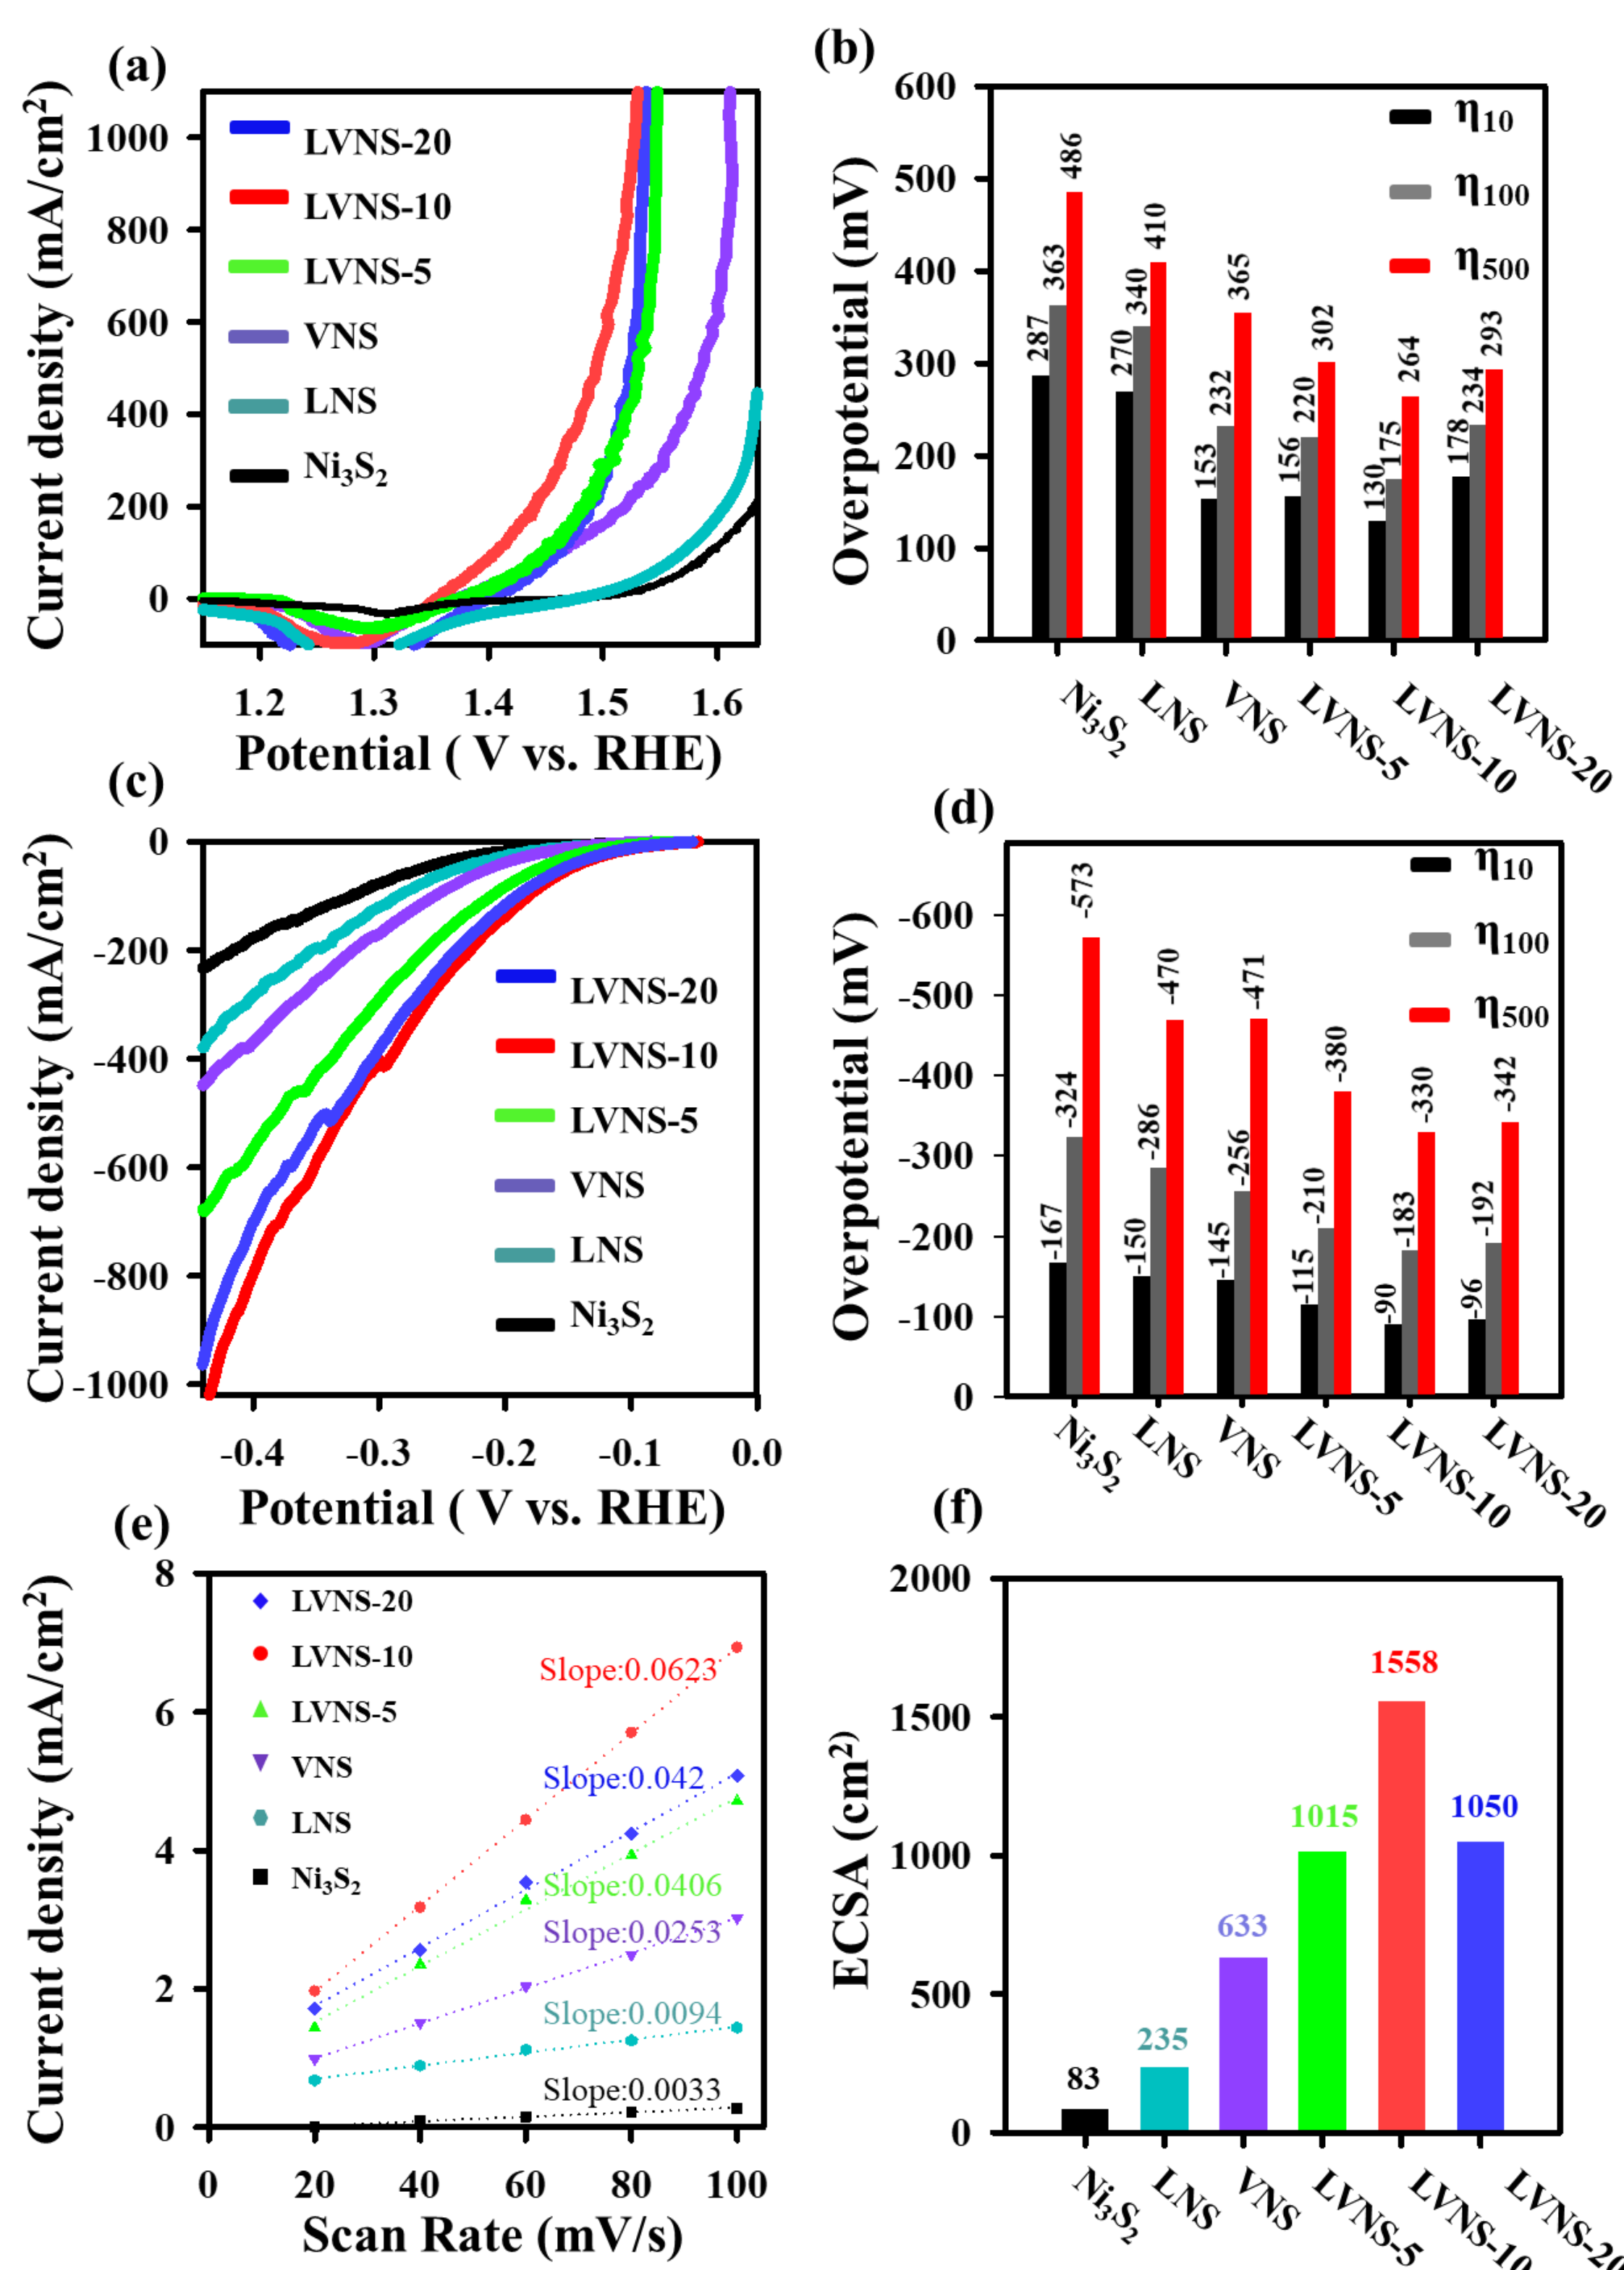 (a)
Current density (mA/cm²)
1000
800
600
400
200
0
LVNS-20
LVNS-10
LVNS-5
VNS
LNS
Ni₃S₂
1.2 1.3 1.4 1.5 1.6
Potential ( V vs. RHE)
(b)
Overpotential (mV)
600
500
400
300
200
100
0
η₁₀
η₁₀₀
η₅₀₀
287 363 486
270 340 410
153 232 365
156 220 302
130 175 264
178 234 293
Ni₃S₂ LNS VNS LVNS-5 LVNS-10 LVNS-20
(c)
Current density (mA/cm²)
0
-200
-400
-600
-800
-1000
LVNS-20
LVNS-10
LVNS-5
VNS
LNS
Ni₃S₂
-0.4 -0.3 -0.2 -0.1 0.0
Potential ( V vs. RHE)
(d)
Overpotential (mV)
-600
-500
-400
-300
-200
-100
0
η₁₀
η₁₀₀
η₅₀₀
-167 -324 -573
-150 -286 -470
-145 -256 -471
-115 -210 -380
-90 -183 -330
-96 -192 -342
Ni₃S₂ LNS VNS LVNS-5 LVNS-10 LVNS-20
(e)
Current density (mA/cm²)
8
6
4
2
0
LVNS-20
LVNS-10
LVNS-5
VNS
LNS
Ni₃S₂
Slope:0.0623
Slope:0.042
Slope:0.0406
Slope:0.0253
Slope:0.0094
Slope:0.0033
0 20 40 60 80 100
Scan Rate (mV/s)
(f)
ECSA (cm²)
2000
1500
1000
500
0
83
235
633
1015
1558
1050
Ni₃S₂ LNS VNS LVNS-5 LVNS-10 LVNS-20